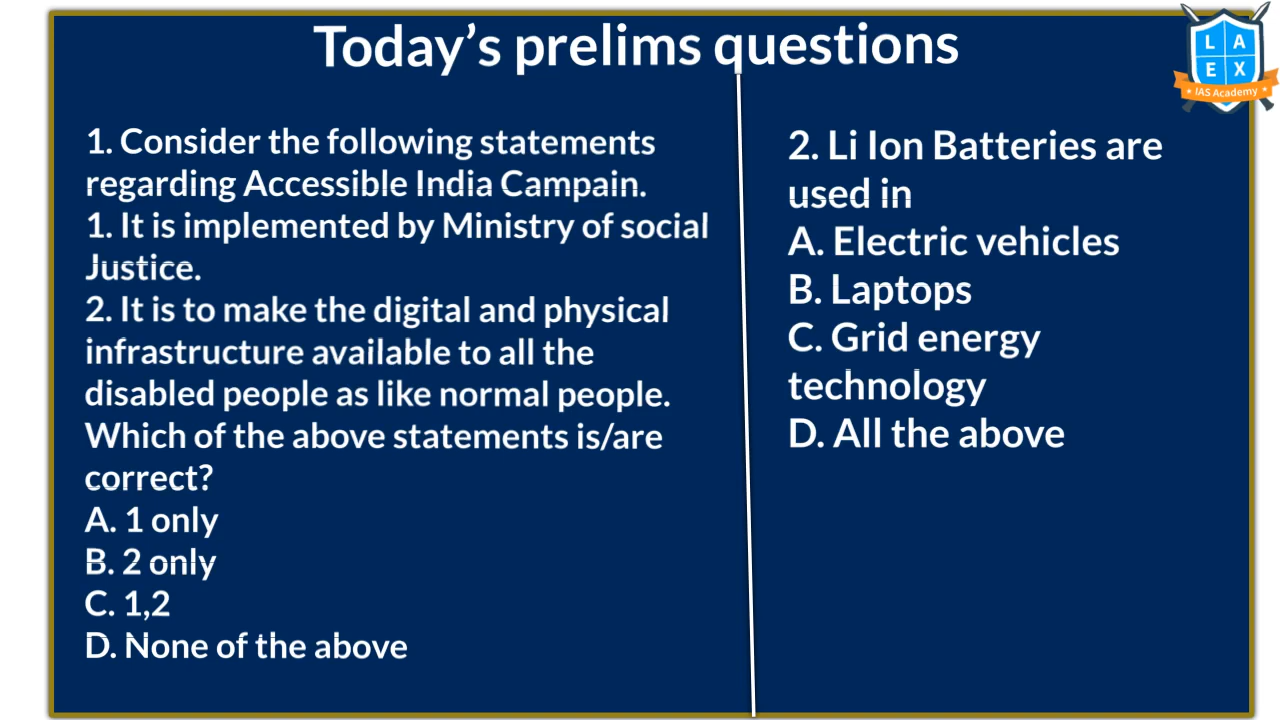 Today’s prelims questions
L A
E X
IAS Academy
1. Consider the following statements
regarding Accessible India Campain.
1. It is implemented by Ministry of social
Justice.
2. It is to make the digital and physical
infrastructure available to all the
disabled people as like normal people.
Which of the above statements is/are
correct?
A. 1 only
B. 2 only
C. 1,2
D. None of the above
2. Li Ion Batteries are
used in
A. Electric vehicles
B. Laptops
C. Grid energy
technology
D. All the above